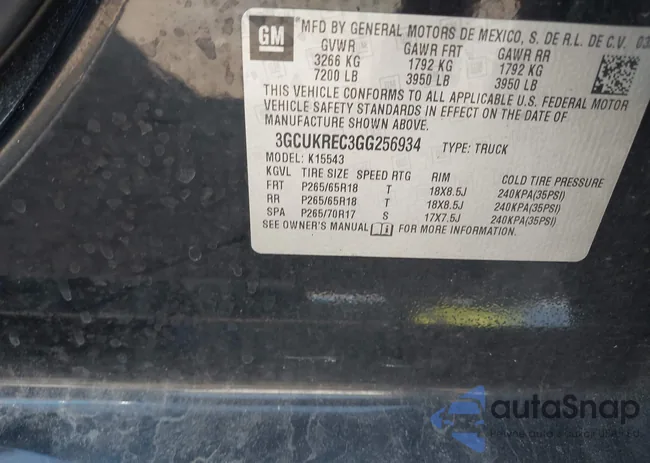 GM
MFD BY GENERAL MOTORS DE MEXICO, S. DE R.L. DE C.V.
GVWR GAWR FRT GAWR RR
3266 KG 1792 KG 1792 KG
7200 LB 3950 LB 3950 LB
THIS VEHICLE CONFORMS TO ALL APPLICABLE U.S. FEDERAL MOTOR
VEHICLE SAFETY STANDARDS IN EFFECT ON THE DATE OF
MANUFACTURE SHOWN ABOVE.
3GCUKREC3GG256934 TYPE: TRUCK
MODEL: K15543
KGVL TIRE SIZE SPEED RTG RIM COLD TIRE PRESSURE
FRT P265/65R18 T 18X8.5J 240KPA(35PSI)
RR P265/65R18 T 18X8.5J 240KPA(35PSI)
SPA P265/70R17 S 17X7.5J 240KPA(35PSI)
SEE OWNER'S MANUAL FOR MORE INFORMATION.
autoSnap